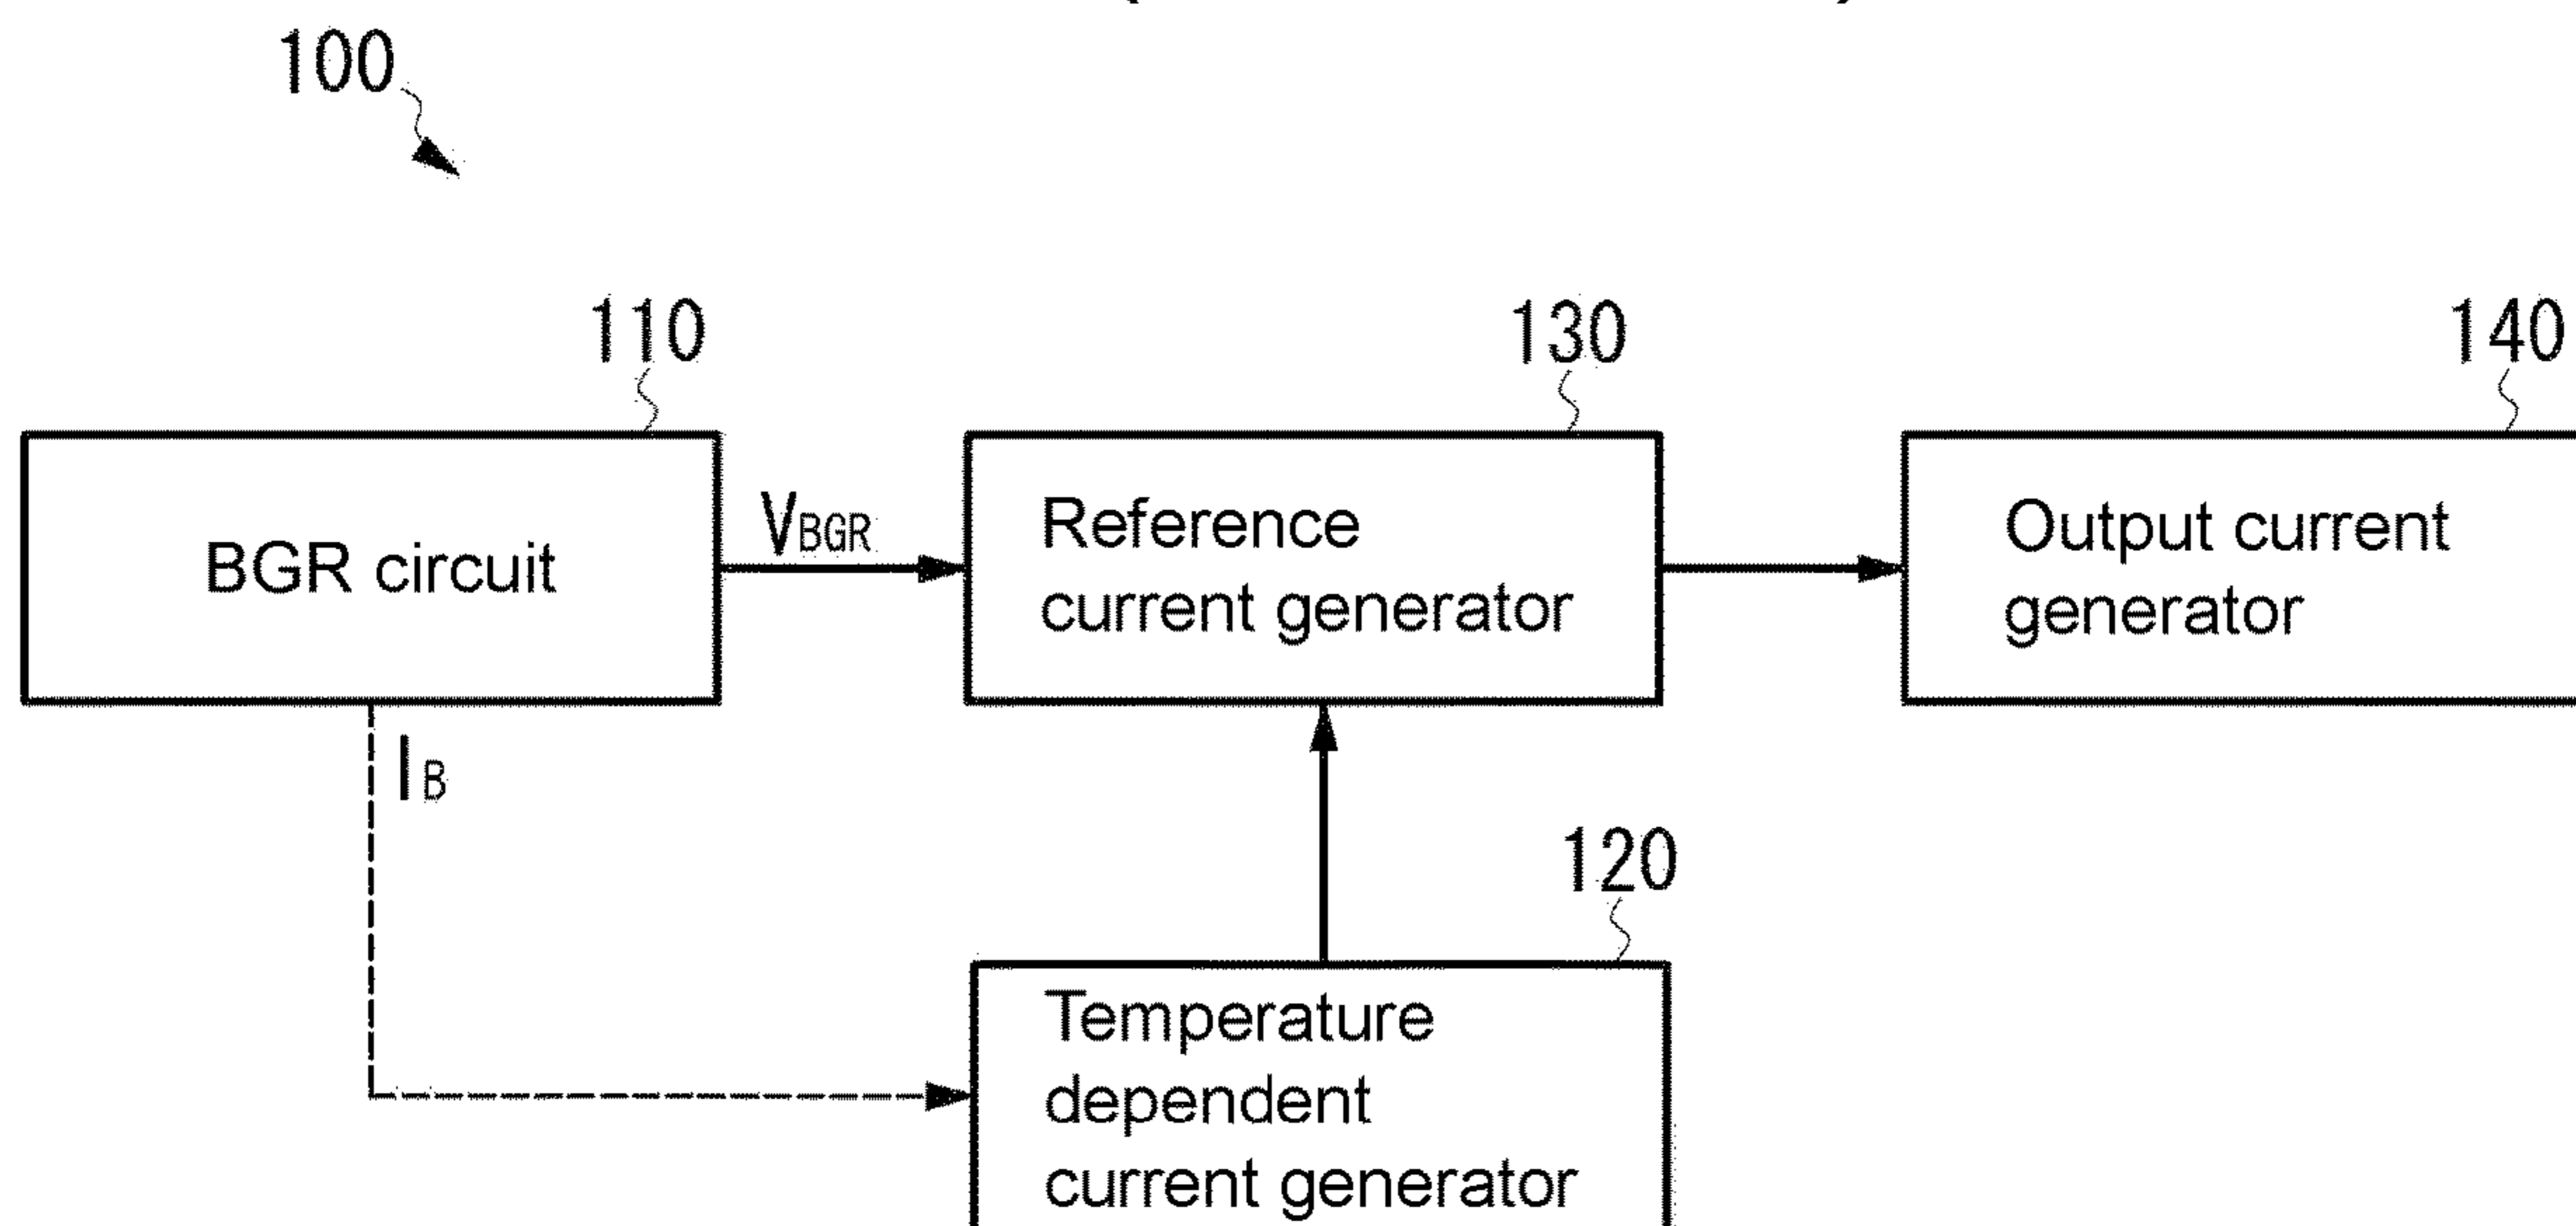 100
110
130
140
BGR circuit
VBGR
Reference
current generator
Output current
generator
IB
120
Temperature
dependent
current generator